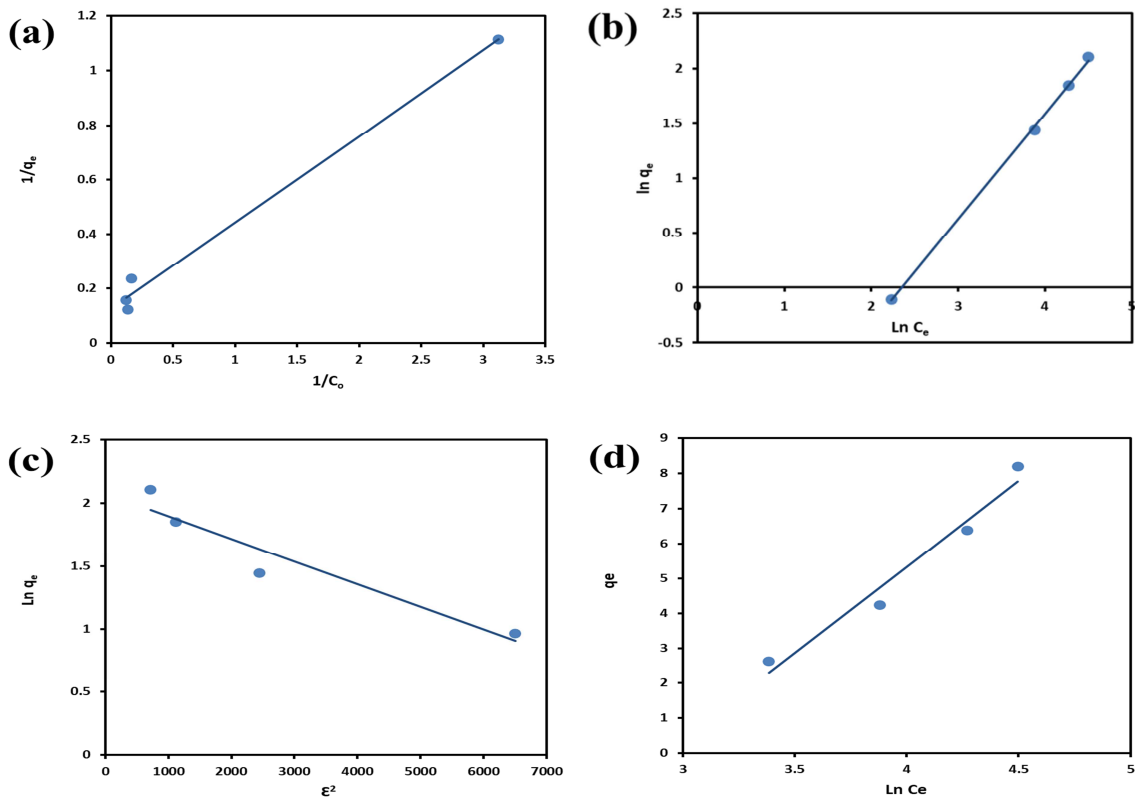 (a)
1.2
1
0.8
0.6
0.4
0.2
0
1/qe
0 0.5 1 1.5 2 2.5 3 3.5
1/Co
(b)
2.5
2
1.5
1
0.5
0
-0.5
ln qe
0 1 2 3 4 5
Ln Ce
(c)
2.5
2
1.5
1
0.5
0
Ln qe
0 1000 2000 3000 4000 5000 6000 7000
ε²
(d)
9
8
7
6
5
4
3
2
1
0
qe
3 3.5 4 4.5 5
Ln Ce